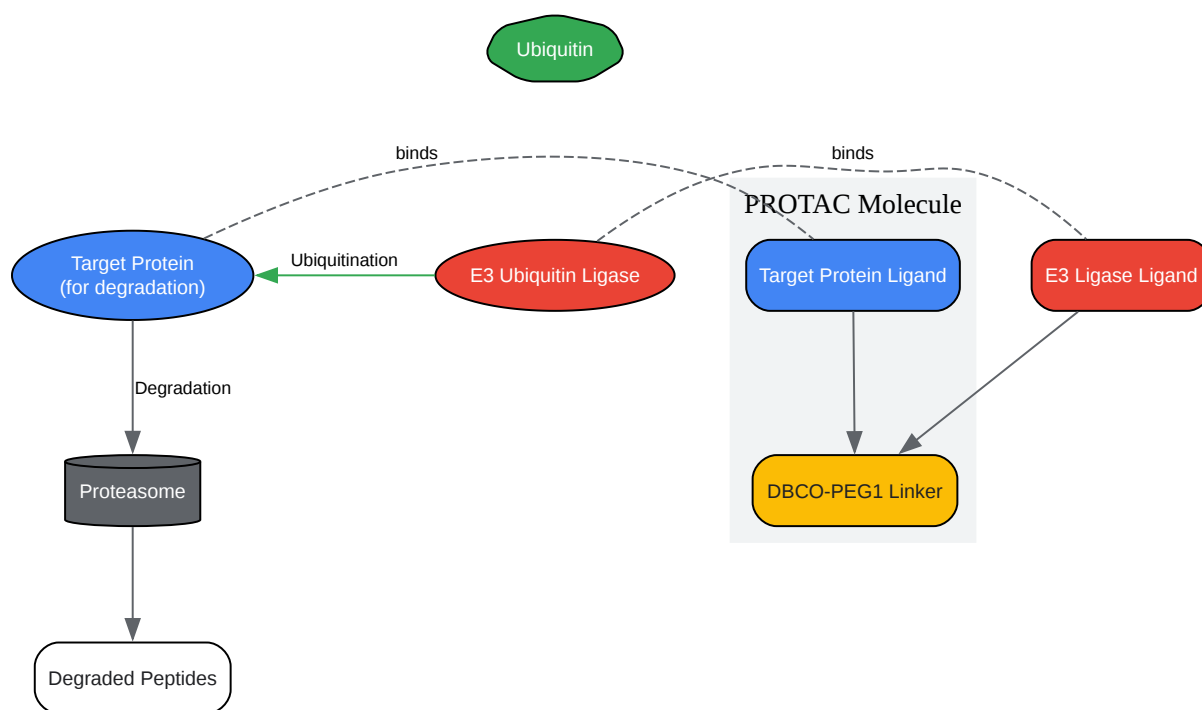 Ubiquitin
binds
binds
PROTAC Molecule
Target Protein
(for degradation)
Ubiquitination
E3 Ubiquitin Ligase
Target Protein Ligand
E3 Ligase Ligand
Degradation
Proteasome
DBCO-PEG1 Linker
Degraded Peptides